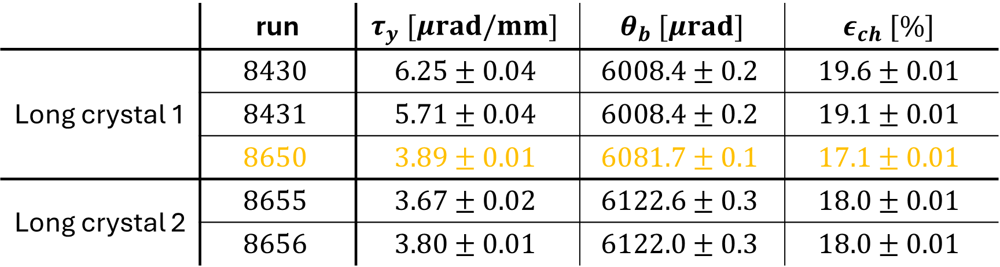 run τ_y [μrad/mm] θ_b [μrad] ϵ_ch [%]
8430 6.25 ± 0.04 6008.4 ± 0.2 19.6 ± 0.01
Long crystal 1 8431 5.71 ± 0.04 6008.4 ± 0.2 19.1 ± 0.01
8650 3.89 ± 0.01 6081.7 ± 0.1 17.1 ± 0.01
8655 3.67 ± 0.02 6122.6 ± 0.3 18.0 ± 0.01
Long crystal 2
8656 3.80 ± 0.01 6122.0 ± 0.3 18.0 ± 0.01